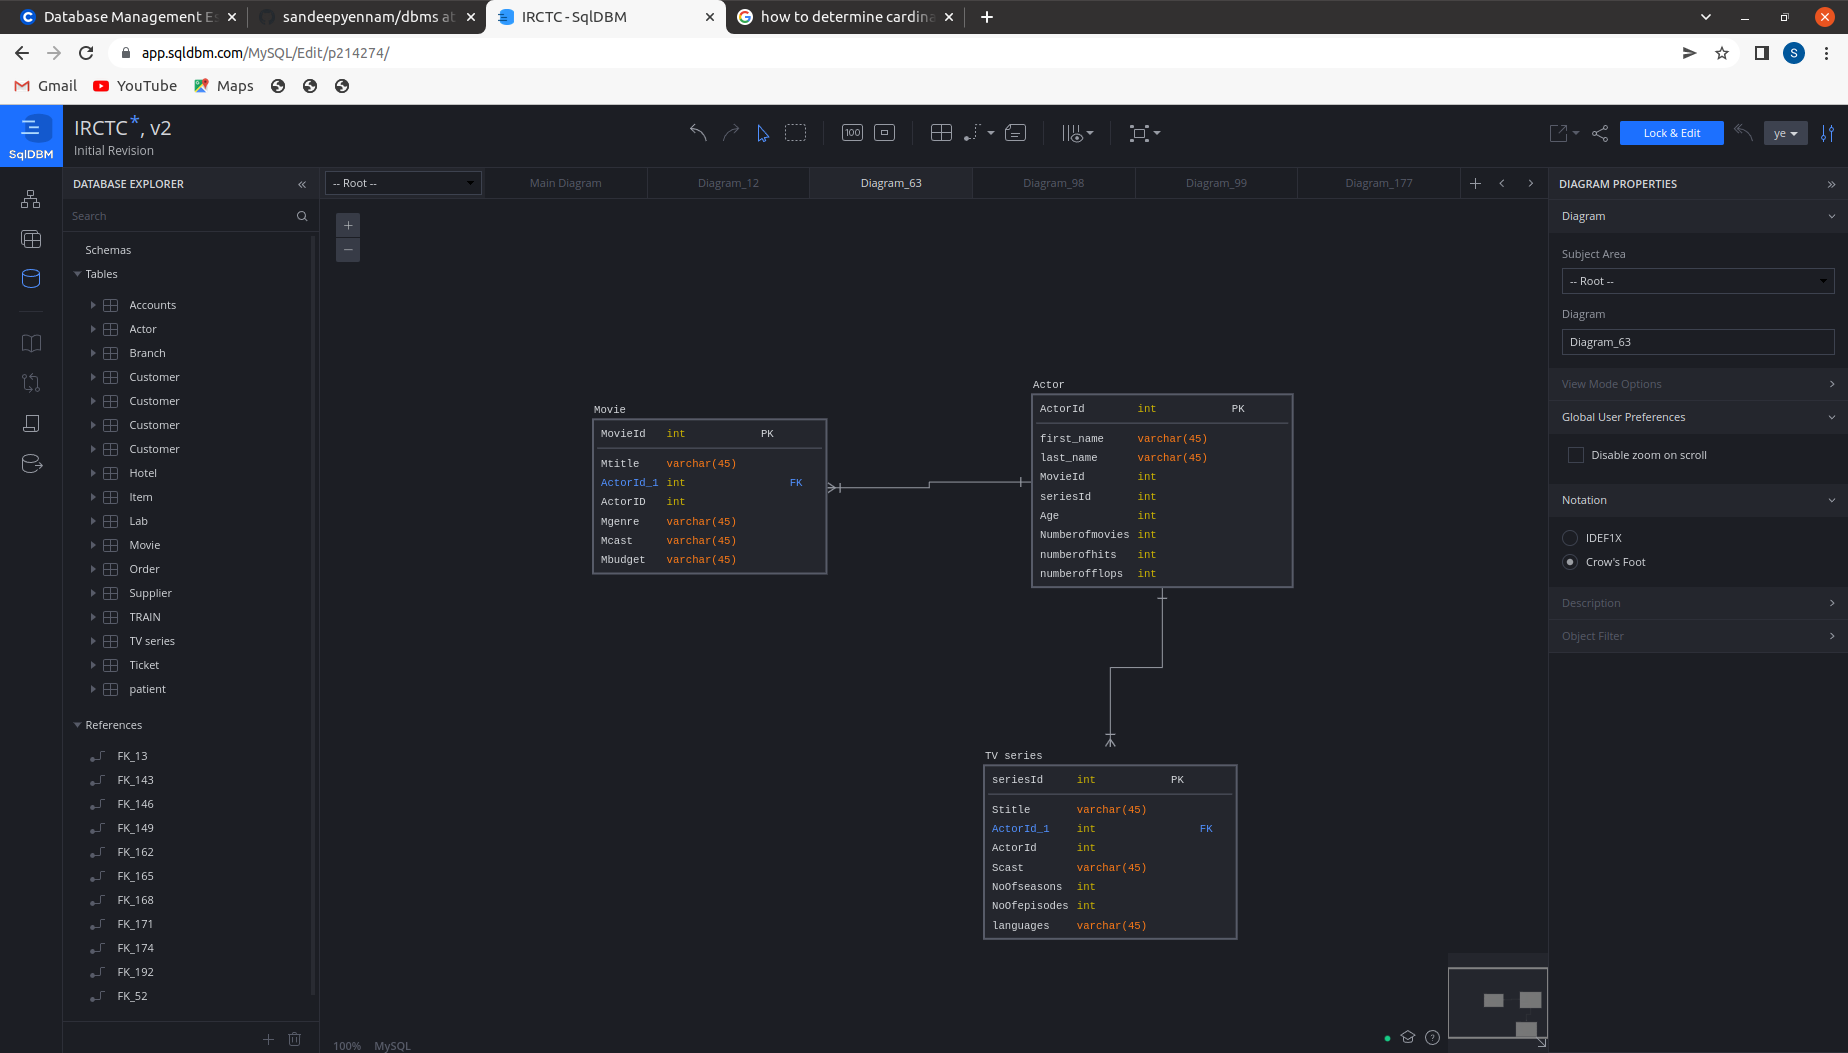 Database Management Es
sandeepyennam/dbms at
IRCTC - SqlDBM
how to determine cardina
app.sqldbm.com/MySQL/Edit/p214274/
S
Gmail
YouTube
Maps
SqlDBM
IRCTC*, v2
Initial Revision
100
Lock & Edit
ye
DATABASE EXPLORER
-- Root --
Main Diagram
Diagram_12
Diagram_63
Diagram_98
Diagram_99
Diagram_177
DIAGRAM PROPERTIES
Search
Schemas
Tables
Accounts
Actor
Branch
Customer
Customer
Customer
Customer
Hotel
Item
Lab
Movie
Order
Supplier
TRAIN
TV series
Ticket
patient
References
FK_13
FK_143
FK_146
FK_149
FK_162
FK_165
FK_168
FK_171
FK_174
FK_192
FK_52
Movie
MovieId int PK
Mtitle varchar(45)
ActorId_1 int FK
ActorID int
Mgenre varchar(45)
Mcast varchar(45)
Mbudget varchar(45)
Actor
ActorId int PK
first_name varchar(45)
last_name varchar(45)
MovieId int
seriesId int
Age int
Numberofmovies int
numberofhits int
numberofflops int
TV series
seriesId int PK
Stitle varchar(45)
ActorId_1 int FK
ActorId int
Scast varchar(45)
NoOfseasons int
NoOfepisodes int
languages varchar(45)
100% MySQL
Diagram
Subject Area
-- Root --
Diagram
Diagram_63
View Mode Options
Global User Preferences
Disable zoom on scroll
Notation
IDEF1X
Crow's Foot
Description
Object Filter